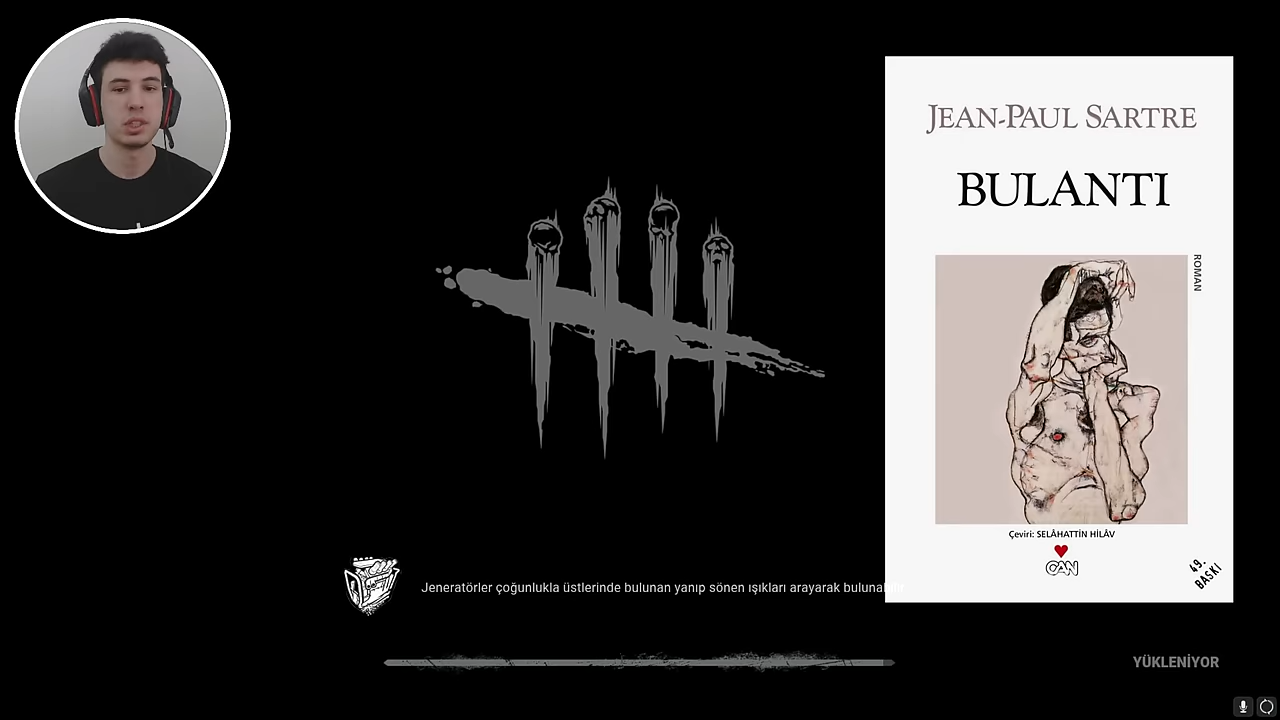 JEAN-PAUL SARTRE
BULANTI
ROMAN
Çeviri: SELÂHATTİN HİLÂV
CAN
49.
BASKI
Jeneratörler çoğunlukla üstlerinde bulunan yanıp sönen ışıkları arayarak bulunabilir.
YÜKLENİYOR